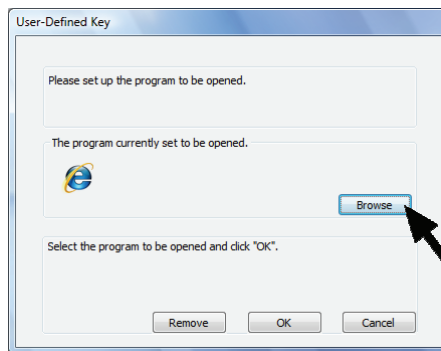 User-Defined Key
Please set up the program to be opened.
The program currently set to be opened.
Browse
Select the program to be opened and click "OK".
Remove OK Cancel